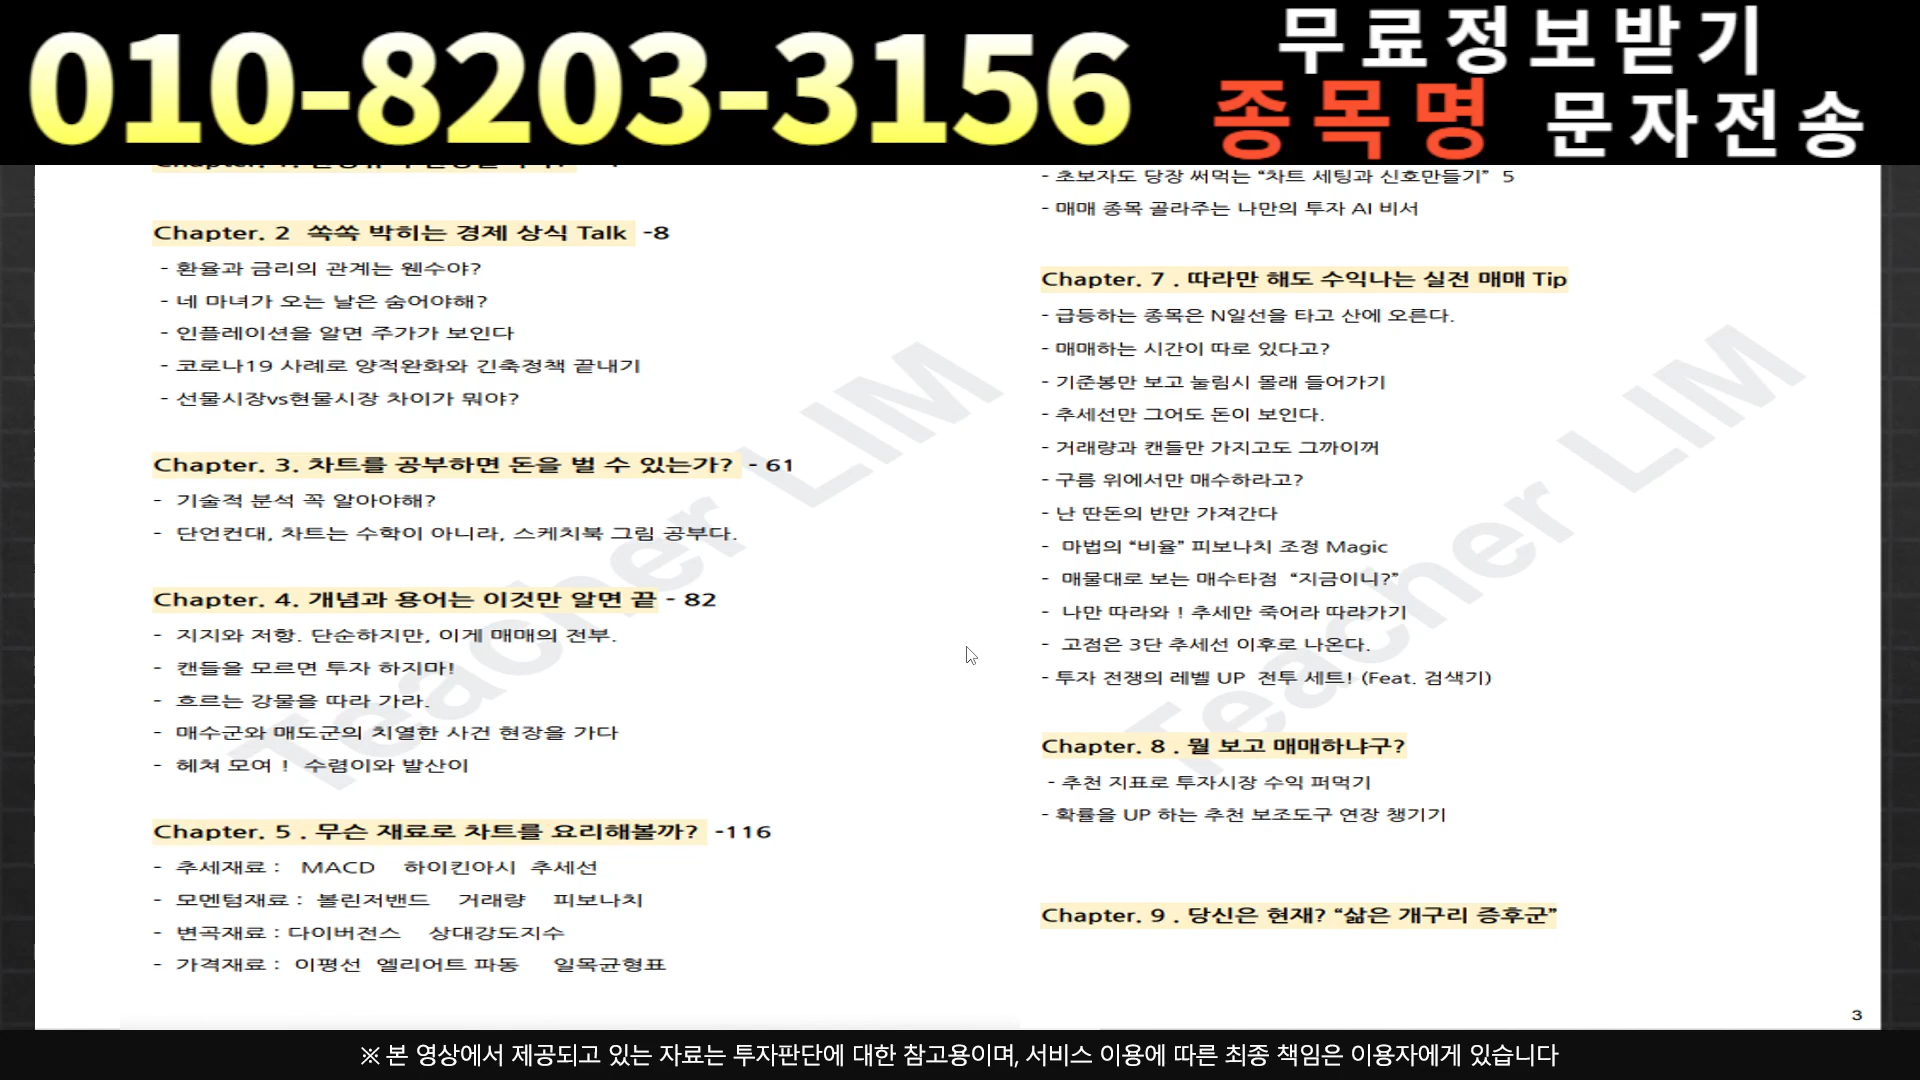 010-8203-3156
무료정보받기
종목명 문자전송
Chapter. 2 쏙쏙 박히는 경제 상식 Talk -8
- 환율과 금리의 관계는 웬수야?
- 네 마녀가 오는 날은 숨어야해?
- 인플레이션을 알면 주가가 보인다
- 코로나19 사례로 양적완화와 긴축정책 끝내기
- 선물시장vs현물시장 차이가 뭐야?
Chapter. 3. 차트를 공부하면 돈을 벌 수 있는가? - 61
- 기술적 분석 꼭 알아야해?
- 단언컨대, 차트는 수학이 아니라, 스케치북 그림 공부다.
Chapter. 4. 개념과 용어는 이것만 알면 끝 - 82
- 지지와 저항. 단순하지만, 이게 매매의 전부.
- 캔들을 모르면 투자 하지마!
- 흐르는 강물을 따라 가라.
- 매수군와 매도군의 치열한 사건 현장을 가다
- 헤쳐 모여 ! 수렴이와 발산이
Chapter. 5 . 무슨 재료로 차트를 요리해볼까? -116
- 추세재료 : MACD 하이킨아시 추세선
- 모멘텀재료 : 볼린저밴드 거래량 피보나치
- 변곡재료 : 다이버전스 상대강도지수
- 가격재료 : 이평선 엘리어트 파동 일목균형표
- 초보자도 당장 써먹는 “차트 세팅과 신호만들기” 5
- 매매 종목 골라주는 나만의 투자 AI 비서
Chapter. 7 . 따라만 해도 수익나는 실전 매매 Tip
- 급등하는 종목은 N일선을 타고 산에 오른다.
- 매매하는 시간이 따로 있다고?
- 기준봉만 보고 눌림시 몰래 들어가기
- 추세선만 그어도 돈이 보인다.
- 거래량과 캔들만 가지고도 그까이꺼
- 구름 위에서만 매수하라고?
- 난 딴돈의 반만 가져간다
- 마법의 “비율” 피보나치 조정 Magic
- 매물대로 보는 매수타점 “지금이니?”
- 나만 따라와 ! 추세만 죽어라 따라가기
- 고점은 3단 추세선 이후로 나온다.
- 투자 전쟁의 레벨 UP 전투 세트! (Feat. 검색기)
Chapter. 8 . 뭘 보고 매매하냐구?
- 추천 지표로 투자시장 수익 퍼먹기
- 확률을 UP 하는 추천 보조도구 연장 챙기기
Chapter. 9 . 당신은 현재? “삶은 개구리 증후군”
Teacher LIM
Teacher LIM
3
※ 본 영상에서 제공되고 있는 자료는 투자판단에 대한 참고용이며, 서비스 이용에 따른 최종 책임은 이용자에게 있습니다